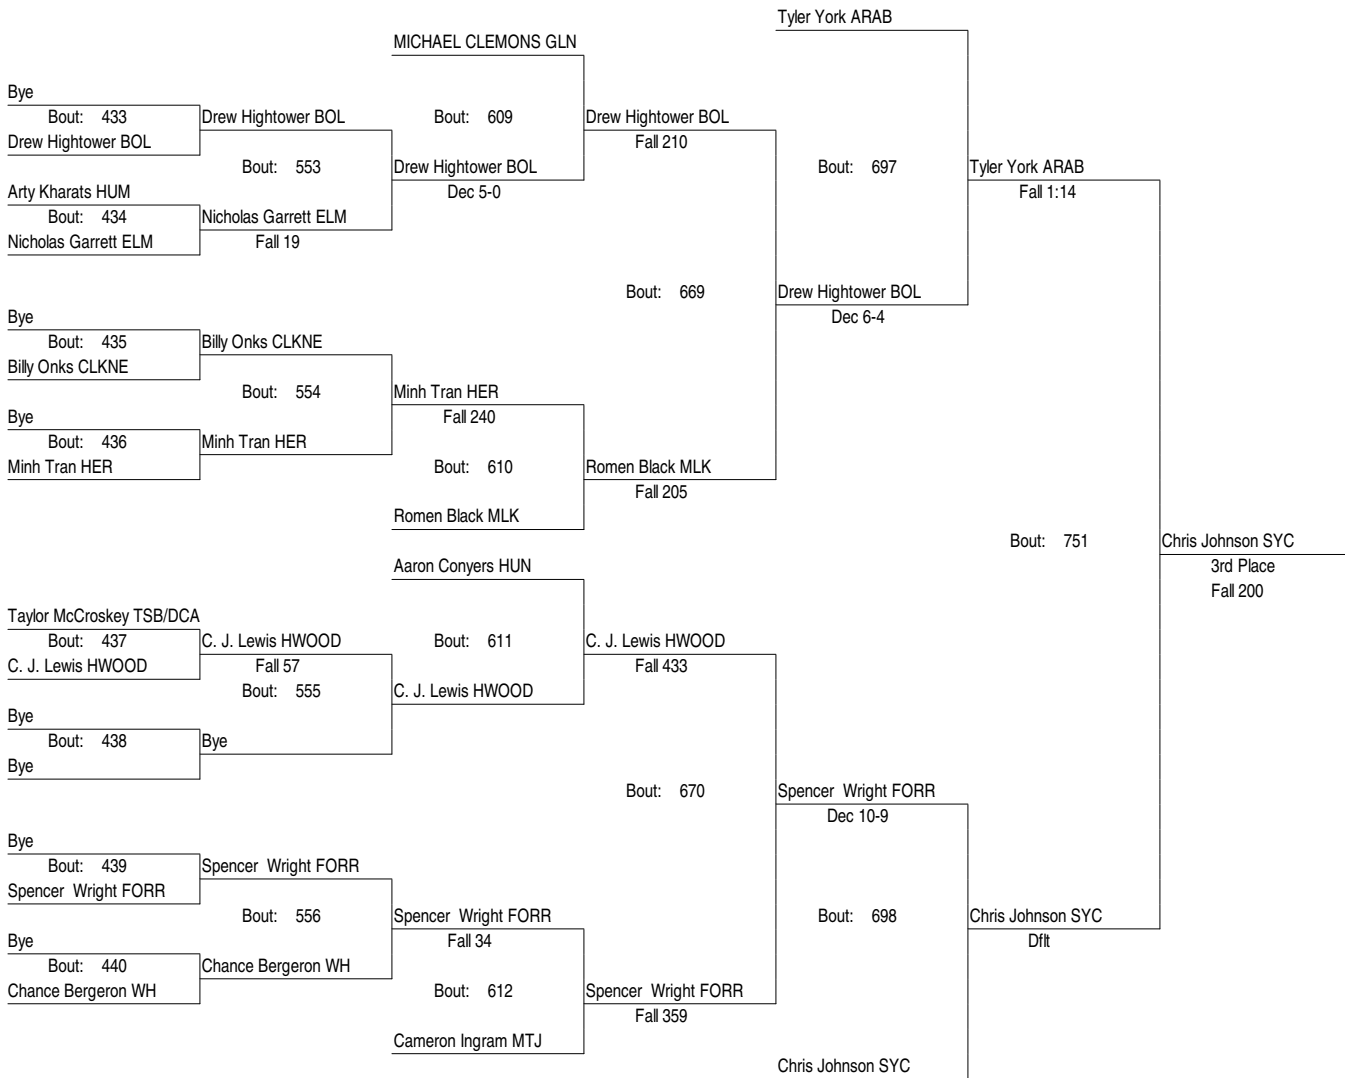 Tyler York ARAB
MICHAEL CLEMONS GLN
Bye
Bout: 433
Drew Hightower BOL
Bout: 609
Drew Hightower BOL
Drew Hightower BOL
Fall 210
Bout: 553
Drew Hightower BOL
Bout: 697
Tyler York ARAB
Dec 5-0
Fall 1:14
Arty Kharats HUM
Bout: 434
Nicholas Garrett ELM
Nicholas Garrett ELM
Fall 19
Bout: 669
Drew Hightower BOL
Dec 6-4
Bye
Bout: 435
Billy Onks CLKNE
Billy Onks CLKNE
Bout: 554
Minh Tran HER
Fall 240
Bye
Bout: 436
Minh Tran HER
Minh Tran HER
Bout: 610
Romen Black MLK
Fall 205
Romen Black MLK
Bout: 751
Chris Johnson SYC
3rd Place
Fall 200
Aaron Conyers HUN
Taylor McCroskey TSB/DCA
Bout: 437
C. J. Lewis HWOOD
Bout: 611
C. J. Lewis HWOOD
C. J. Lewis HWOOD
Fall 57
Fall 433
Bout: 555
C. J. Lewis HWOOD
Bye
Bout: 438
Bye
Bye
Bout: 670
Spencer Wright FORR
Dec 10-9
Bye
Bout: 439
Spencer Wright FORR
Spencer Wright FORR
Bout: 556
Spencer Wright FORR
Bout: 698
Chris Johnson SYC
Fall 34
Dflt
Bye
Bout: 440
Chance Bergeron WH
Chance Bergeron WH
Bout: 612
Spencer Wright FORR
Fall 359
Cameron Ingram MTJ
Chris Johnson SYC